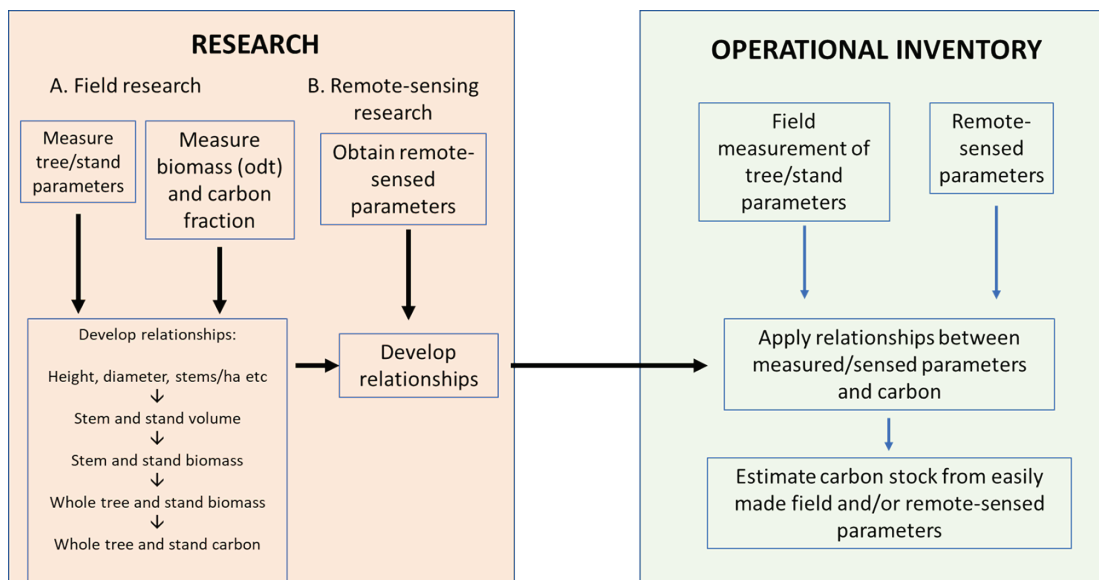 RESEARCH
A. Field research
B. Remote-sensing
research
Measure
tree/stand
parameters
Measure
biomass (odt)
and carbon
fraction
Obtain remote-
sensed
parameters
Develop relationships:
Height, diameter, stems/ha etc
↓
Stem and stand volume
↓
Stem and stand biomass
↓
Whole tree and stand biomass
↓
Whole tree and stand carbon
Develop
relationships
OPERATIONAL INVENTORY
Field
measurement of
tree/stand
parameters
Remote-
sensed
parameters
Apply relationships between
measured/sensed parameters
and carbon
Estimate carbon stock from easily
made field and/or remote-sensed
parameters